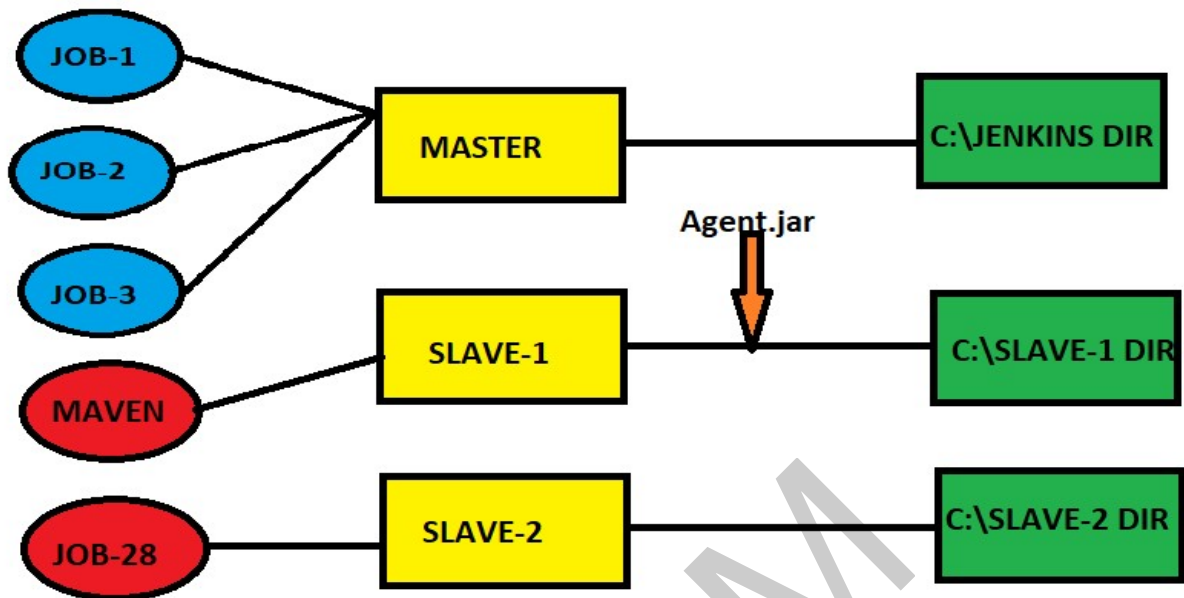 JOB-1
MASTER
C:\JENKINS DIR
JOB-2
Agent.jar
JOB-3
SLAVE-1
C:\SLAVE-1 DIR
MAVEN
SLAVE-2
C:\SLAVE-2 DIR
JOB-28
M